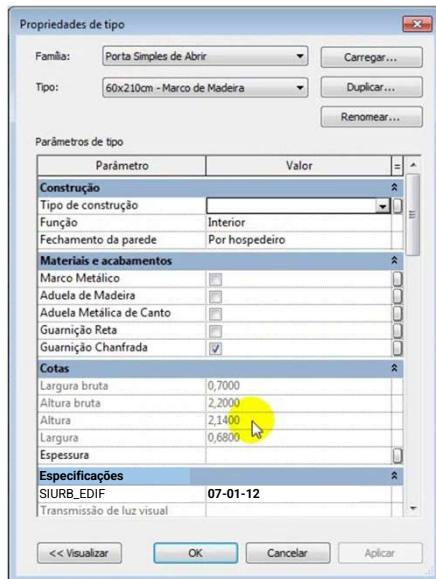 Propriedades de tipo
Família: Porta Simples de Abrir Carregar...
Tipo: 60x210cm - Marco de Madeira Duplicar...
Renomear...
Parâmetros de tipo
Parâmetro Valor =
Construção
Tipo de construção
Função Interior
Fechamento da parede Por hospedeiro
Materiais e acabamentos
Marco Metálico
Aduela de Madeira
Aduela Metálica de Canto
Guarnição Reta
Guarnição Chanfrada
Cotas
Largura bruta 0,7000
Altura bruta 2,2000
Altura 2,1400
Largura 0,6800
Espessura
Especificações
SIURB_EDIF 07-01-12
Transmissão de luz visual
<< Visualizar OK Cancelar Aplicar